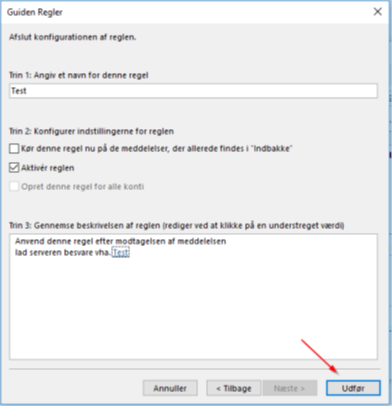 Guiden Regler
Afslut konfigurationen af reglen.
Trin 1: Angiv et navn for denne regel
Test
Trin 2: Konfigurer indstillingerne for reglen
Kør denne regel nu på de meddelelser, der allerede findes i "Indbakke"
Aktivér reglen
Opret denne regel for alle konti
Trin 3: Gennemse beskrivelsen af reglen (rediger ved at klikke på en understreget værdi)
Anvend denne regel efter modtagelsen af meddelelsen
lad serveren besvare vha. Test
Annuller
< Tilbage
Næste >
Udfør